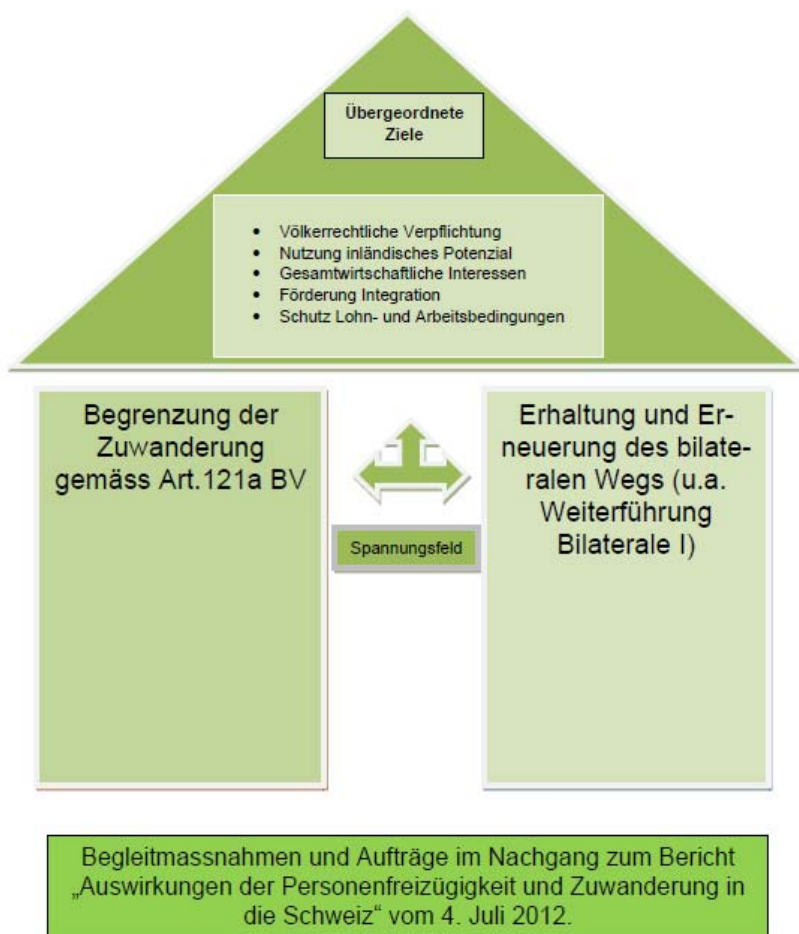 Übergeordnete
Ziele
• Völkerrechtliche Verpflichtung
• Nutzung inländisches Potenzial
• Gesamtwirtschaftliche Interessen
• Förderung Integration
• Schutz Lohn- und Arbeitsbedingungen
Begrenzung der
Zuwanderung
gemäss Art.121a BV
Spannungsfeld
Erhaltung und Er-
neuerung des bilate-
ralen Wegs (u.a.
Weiterführung
Bilaterale I)
Begleitmassnahmen und Aufträge im Nachgang zum Bericht
„Auswirkungen der Personenfreizügigkeit und Zuwanderung in
die Schweiz“ vom 4. Juli 2012.